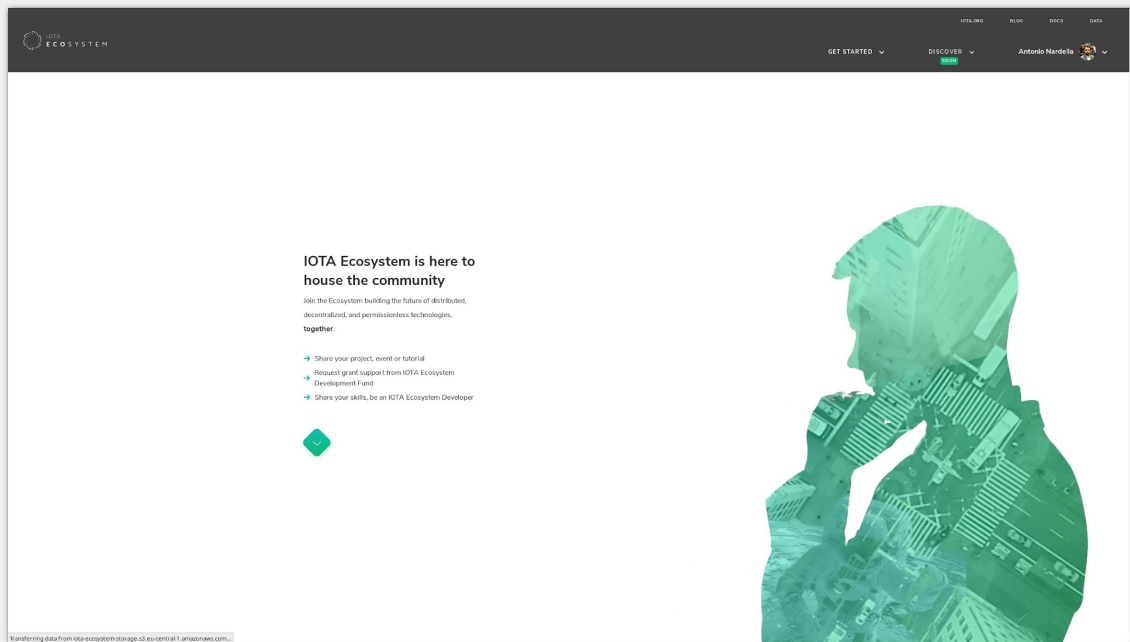 IOTA.ORG BLOG DOCS DATA
IOTA
ECOSYSTEM
GET STARTED DISCOVER Antonio Nardella
SOON
IOTA Ecosystem is here to
house the community
Join the Ecosystem building the future of distributed,
decentralized, and permissionless technologies,
together.
Share your project, event or tutorial
Request grant support from IOTA Ecosystem
Development Fund
Share your skills, be an IOTA Ecosystem Developer
Transferring data from iota-ecosystem-storage.s3.eu-central-1.amazonaws.com...